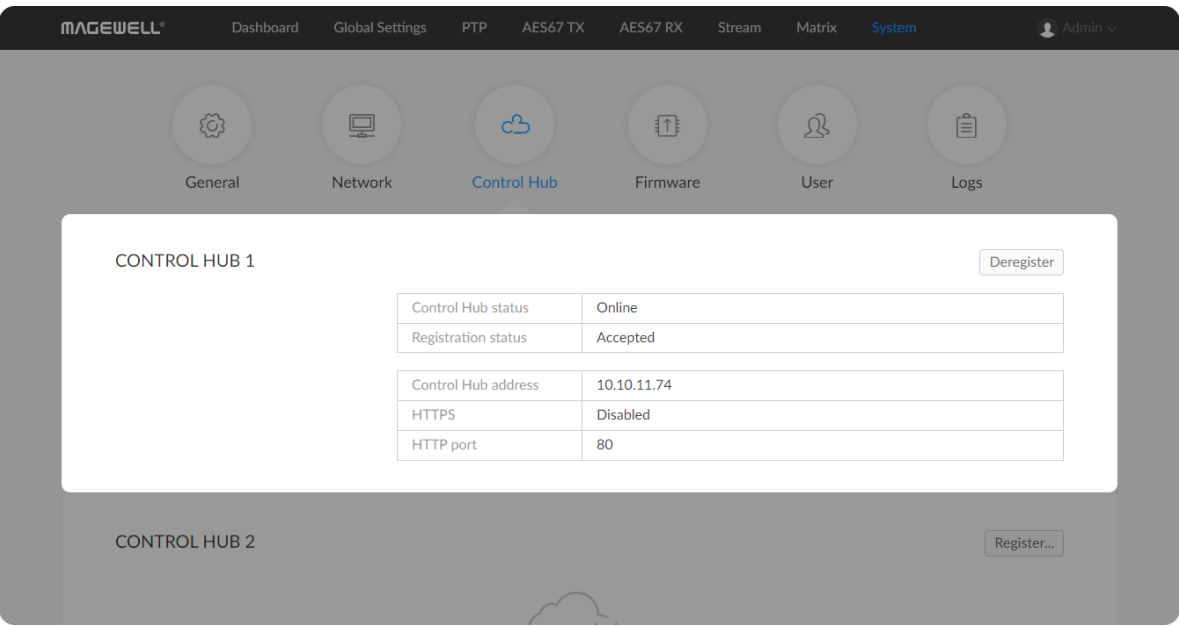 MAGEWELL® Dashboard Global Settings PTP AES67 TX AES67 RX Stream Matrix System Admin
General Network Control Hub Firmware User Logs
CONTROL HUB 1 Deregister
Control Hub status Online
Registration status Accepted
Control Hub address 10.10.11.74
HTTPS Disabled
HTTP port 80
CONTROL HUB 2 Register...